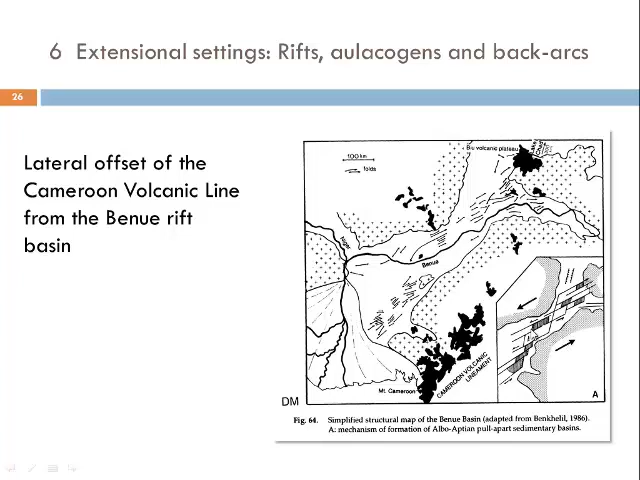 6 Extensional settings: Rifts, aulacogens and back-arcs
26
Lateral offset of the
Cameroon Volcanic Line
from the Benue rift
basin
100 km
folds
Biu volcanic plateau
Benue
Mt. Cameroon
CAMEROON VOLCANIC
LINEAMENT
A
DM
Fig. 64. Simplified structural map of the Benue Basin (adapted from Benkhelil, 1986).
A: mechanism of formation of Albo-Aptian pull-apart sedimentary basins.